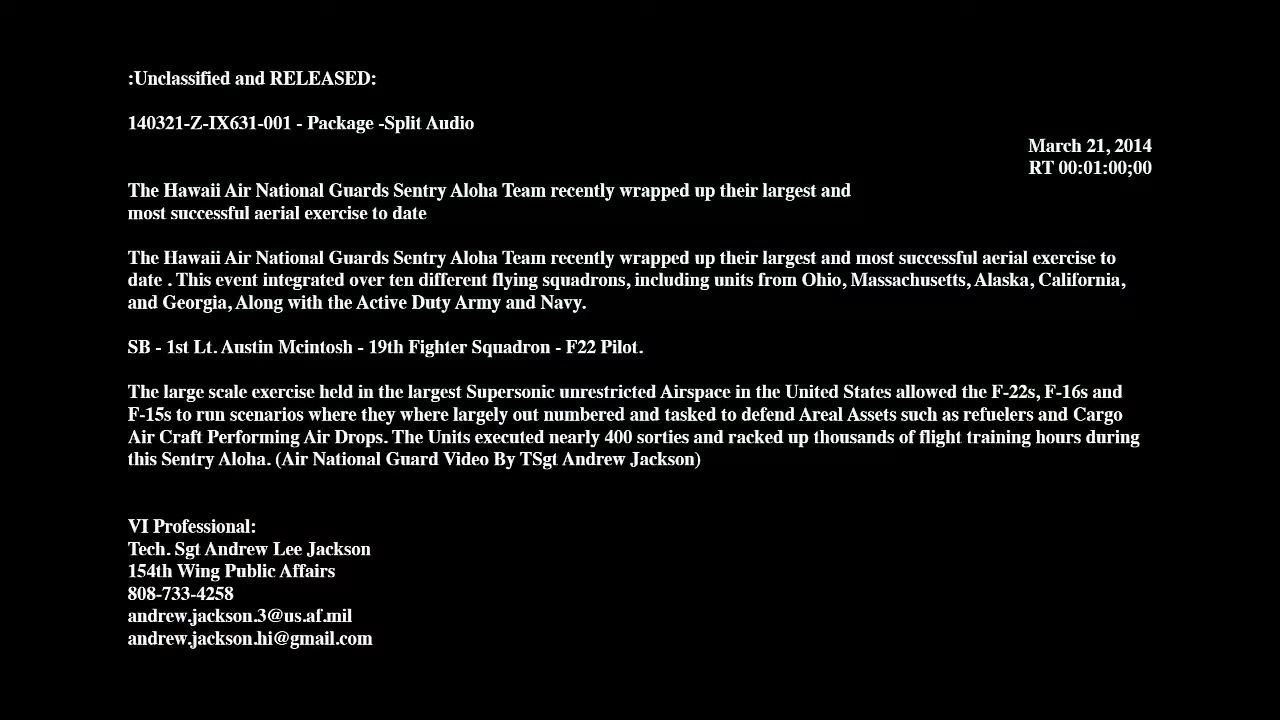 :Unclassified and RELEASED:
140321-Z-IX631-001 - Package -Split Audio
March 21, 2014
RT 00:01:00;00
The Hawaii Air National Guards Sentry Aloha Team recently wrapped up their largest and
most successful aerial exercise to date
The Hawaii Air National Guards Sentry Aloha Team recently wrapped up their largest and most successful aerial exercise to
date . This event integrated over ten different flying squadrons, including units from Ohio, Massachusetts, Alaska, California,
and Georgia, Along with the Active Duty Army and Navy.
SB - 1st Lt. Austin Mcintosh - 19th Fighter Squadron - F22 Pilot.
The large scale exercise held in the largest Supersonic unrestricted Airspace in the United States allowed the F-22s, F-16s and
F-15s to run scenarios where they where largely out numbered and tasked to defend Areal Assets such as refuelers and Cargo
Air Craft Performing Air Drops. The Units executed nearly 400 sorties and racked up thousands of flight training hours during
this Sentry Aloha. (Air National Guard Video By TSgt Andrew Jackson)
VI Professional:
Tech. Sgt Andrew Lee Jackson
154th Wing Public Affairs
808-733-4258
andrew.jackson.3@us.af.mil
andrew.jackson.hi@gmail.com